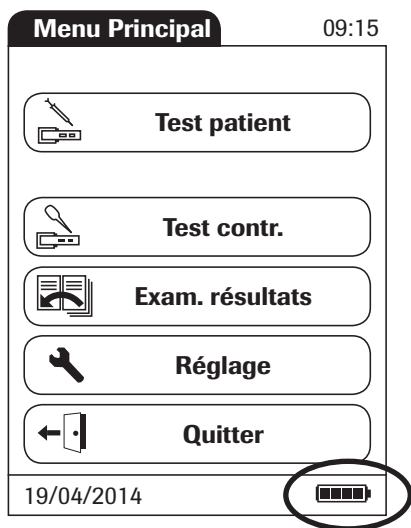 Menu Principal 09:15
Test patient
Test contr.
Exam. résultats
Réglage
Quitter
19/04/2014